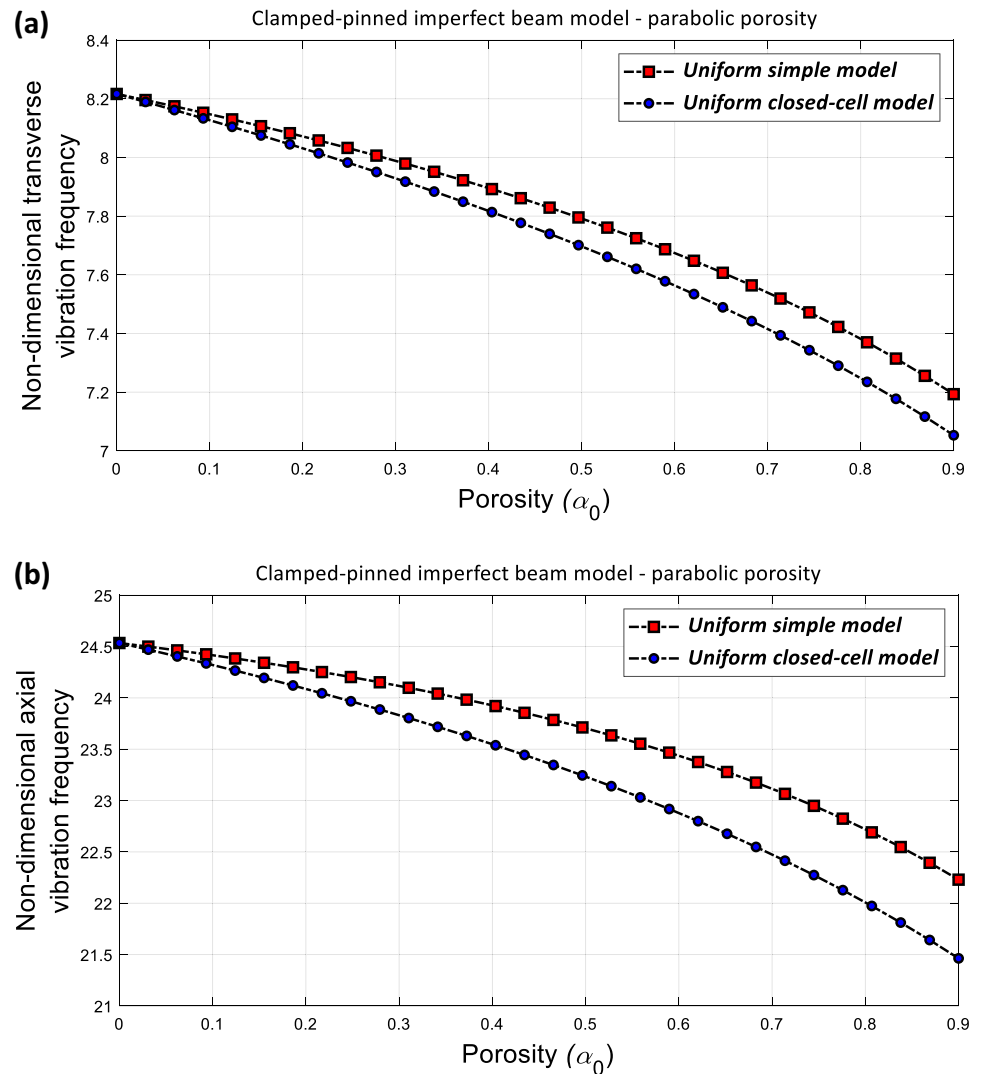 (a)
Clamped-pinned imperfect beam model - parabolic porosity
Non-dimensional transverse
vibration frequency
8.4
8.2
8
7.8
7.6
7.4
7.2
7
Uniform simple model
Uniform closed-cell model
0 0.1 0.2 0.3 0.4 0.5 0.6 0.7 0.8 0.9
Porosity (α0)
(b)
Clamped-pinned imperfect beam model - parabolic porosity
Non-dimensional axial
vibration frequency
25
24.5
24
23.5
23
22.5
22
21.5
21
Uniform simple model
Uniform closed-cell model
0 0.1 0.2 0.3 0.4 0.5 0.6 0.7 0.8 0.9
Porosity (α0)